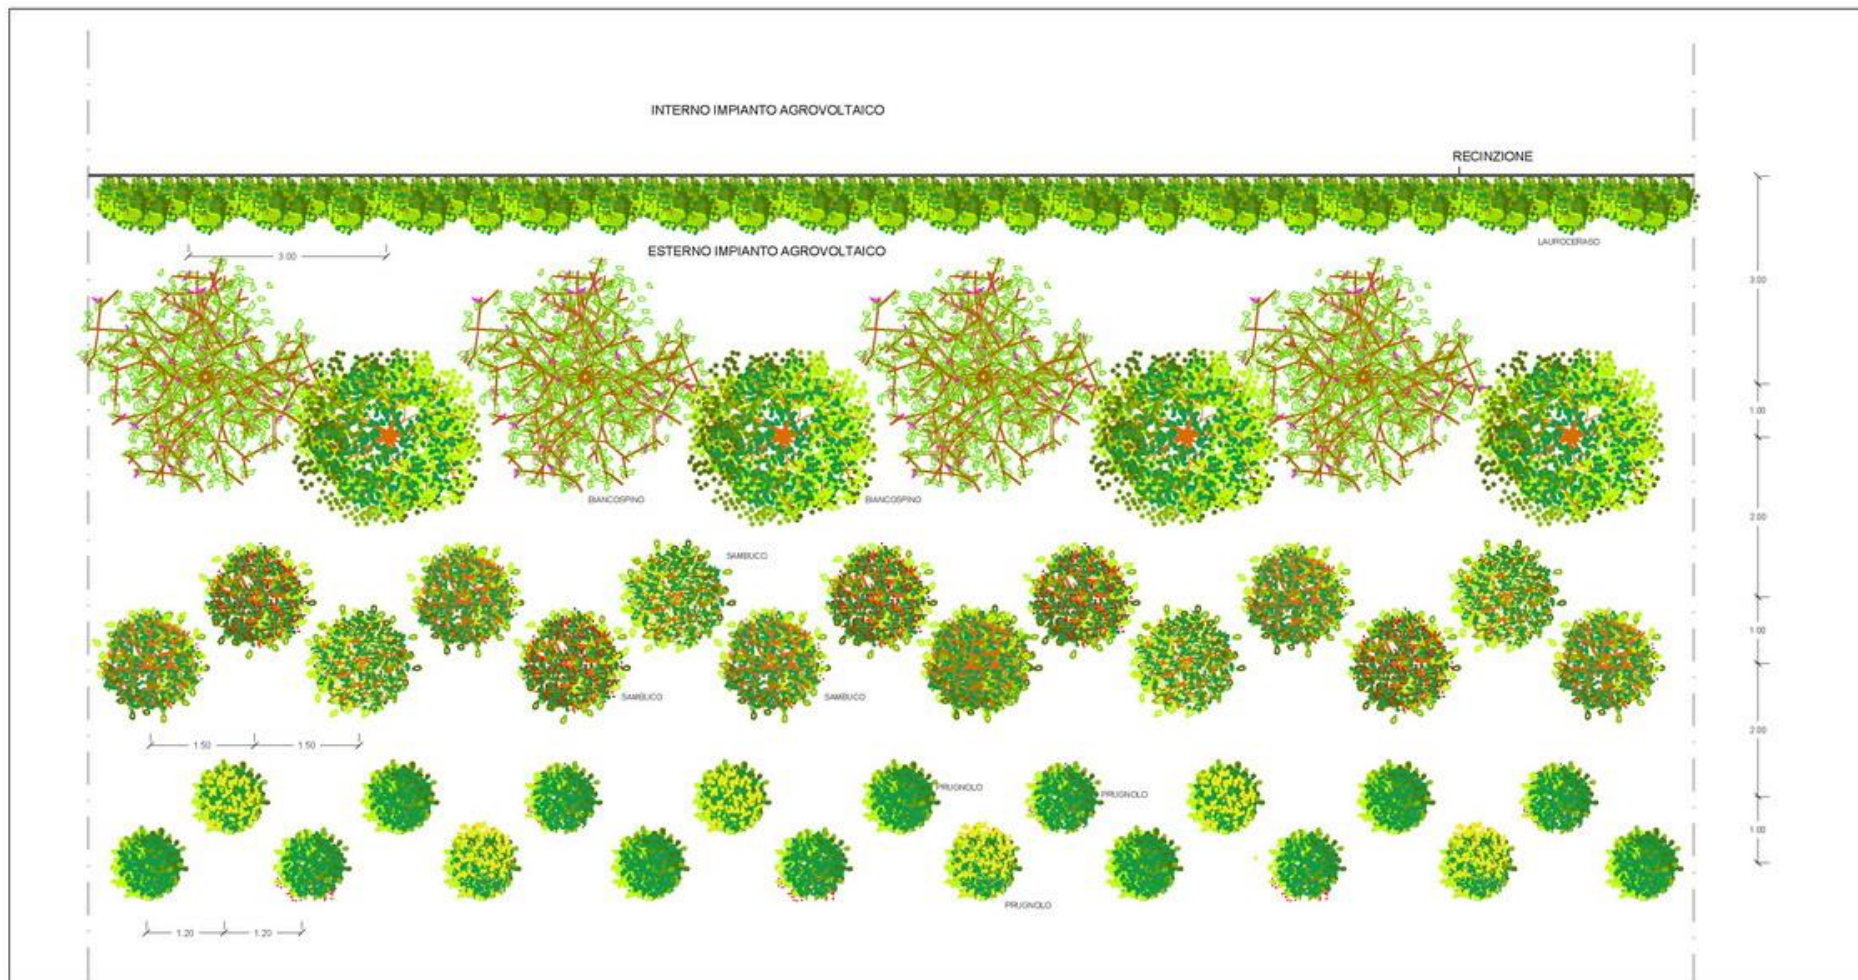 INTERNO IMPIANTO AGROVOLTAICO
RECINZIONE
LAUROCERASO
ESTERNO IMPIANTO AGROVOLTAICO
3.00
3.00
1.00
BIANCOSPINO
BIANCOSPINO
2.00
SAMBUCO
1.00
SAMBUCO
SAMBUCO
2.00
1.50
1.50
PRUGNOLO
PRUGNOLO
1.00
PRUGNOLO
1.20
1.20